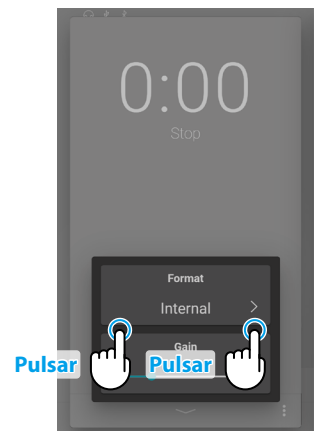 0:00
Stop
Format
Internal
Gain
Pulsar Pulsar